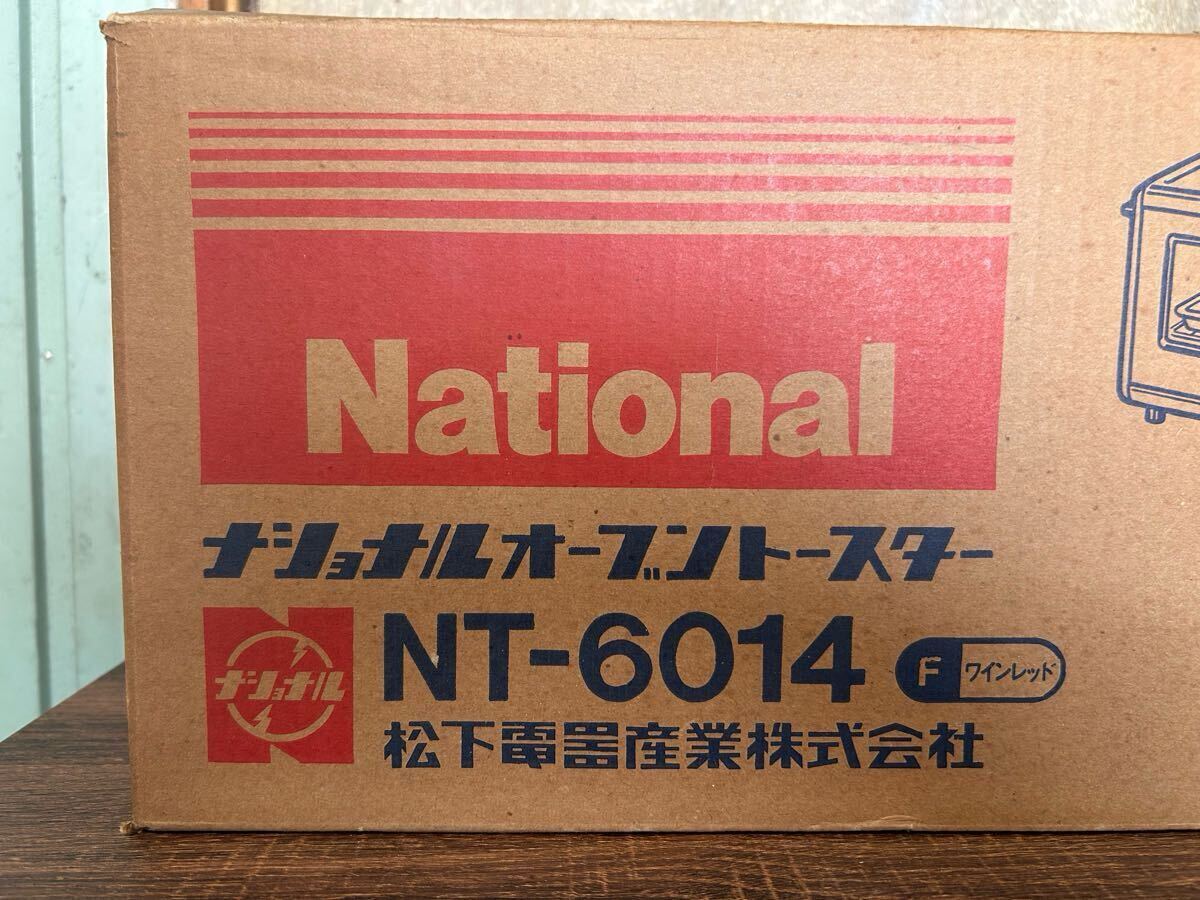 National
ナショナルオーブントースター
ナショナル
NT-6014
F ワインレッド
松下電器産業株式会社